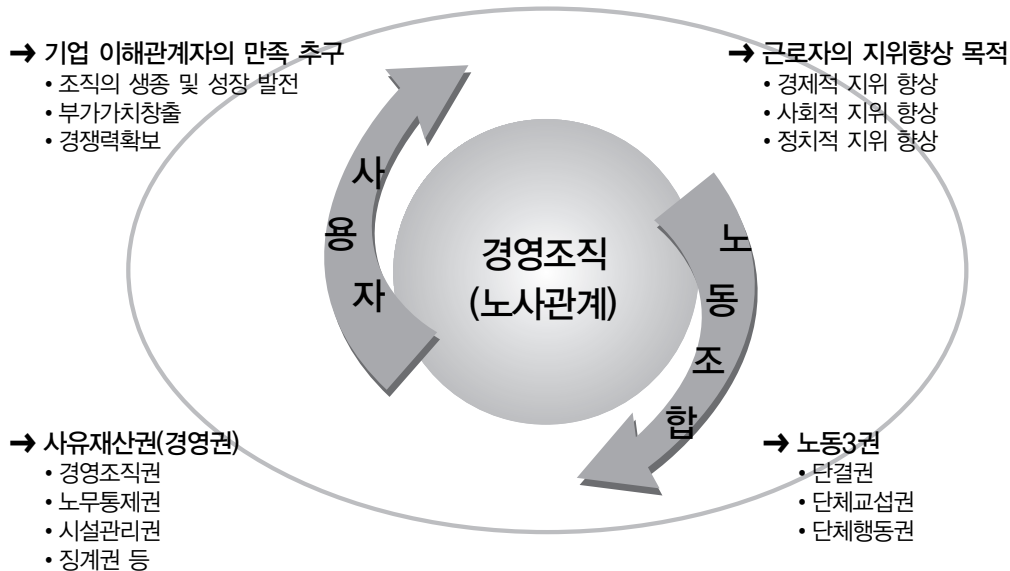 → 기업 이해관계자의 만족 추구
• 조직의 생종 및 성장 발전
• 부가가치창출
• 경쟁력확보
→ 근로자의 지위향상 목적
• 경제적 지위 향상
• 사회적 지위 향상
• 정치적 지위 향상
사용자
경영조직
(노사관계)
노동조합
→ 사유재산권(경영권)
• 경영조직권
• 노무통제권
• 시설관리권
• 징계권 등
→ 노동3권
• 단결권
• 단체교섭권
• 단체행동권